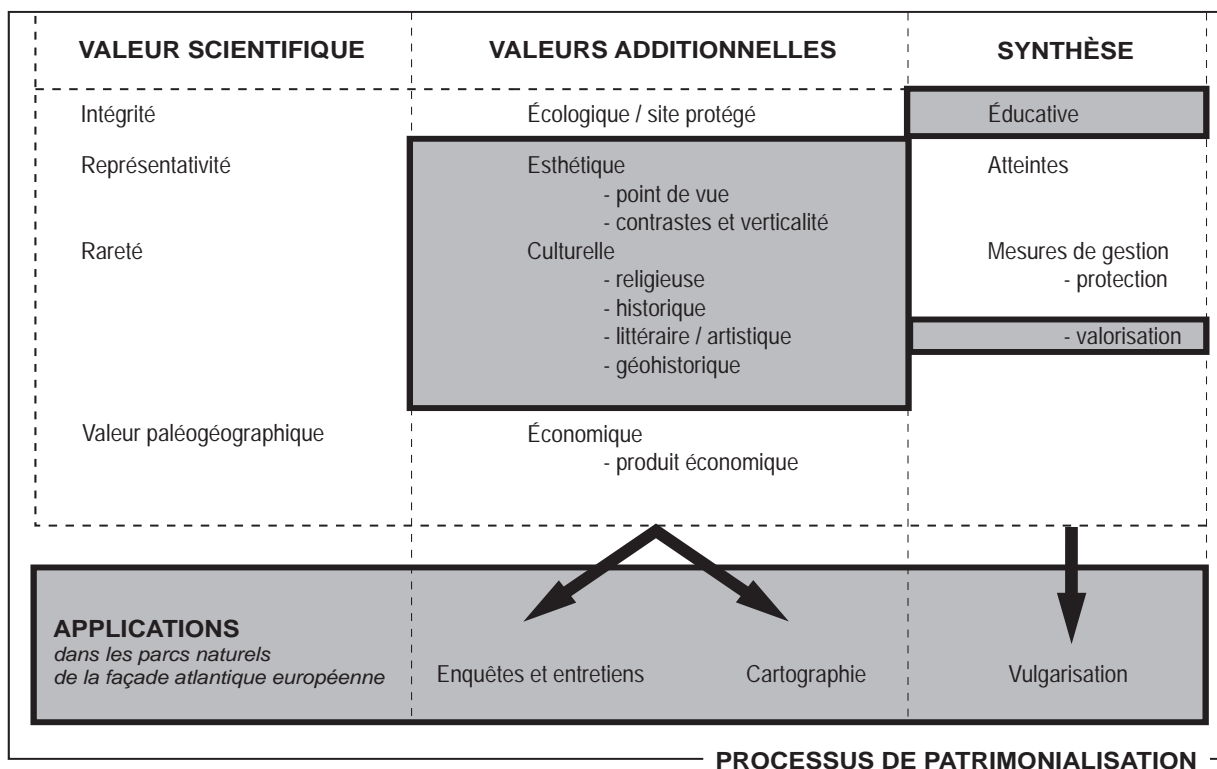 VALEUR SCIENTIFIQUE
Intégrité
Représentativité
Rareté
Valeur paléogéographique
VALEURS ADDITIONNELLES
Écologique / site protégé
Esthétique
- point de vue
- contrastes et verticalité
Culturelle
- religieuse
- historique
- littéraire / artistique
- géohistorique
Économique
- produit économique
SYNTHÈSE
Éducative
Atteintes
Mesures de gestion
- protection
- valorisation
APPLICATIONS
dans les parcs naturels
de la façade atlantique européenne
Enquêtes et entretiens
Cartographie
Vulgarisation
PROCESSUS DE PATRIMONIALISATION